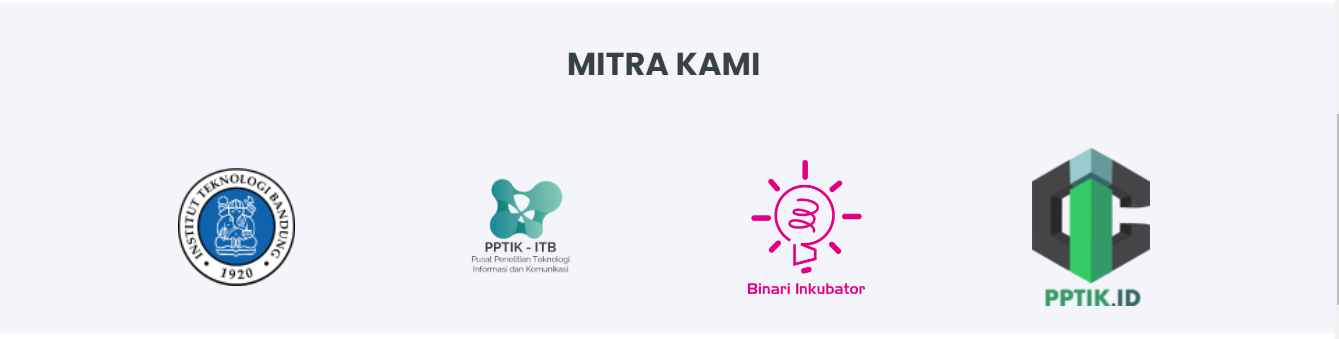 MITRA KAMI
INSTITUT TEKNOLOGI BANDUNG
1920
PPTIK - ITB
Pusat Penelitian Teknologi
Informasi dan Komunikasi
Binari Inkubator
PPTIK.ID